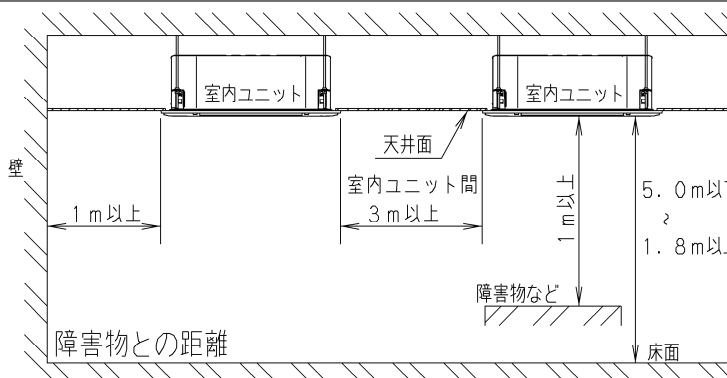 室内ユニット
室内ユニット
天井面
壁
室内ユニット間
1m以上
3m以上
1m以上
5.0m以下
~
1.8m以上
障害物など
障害物との距離
床面